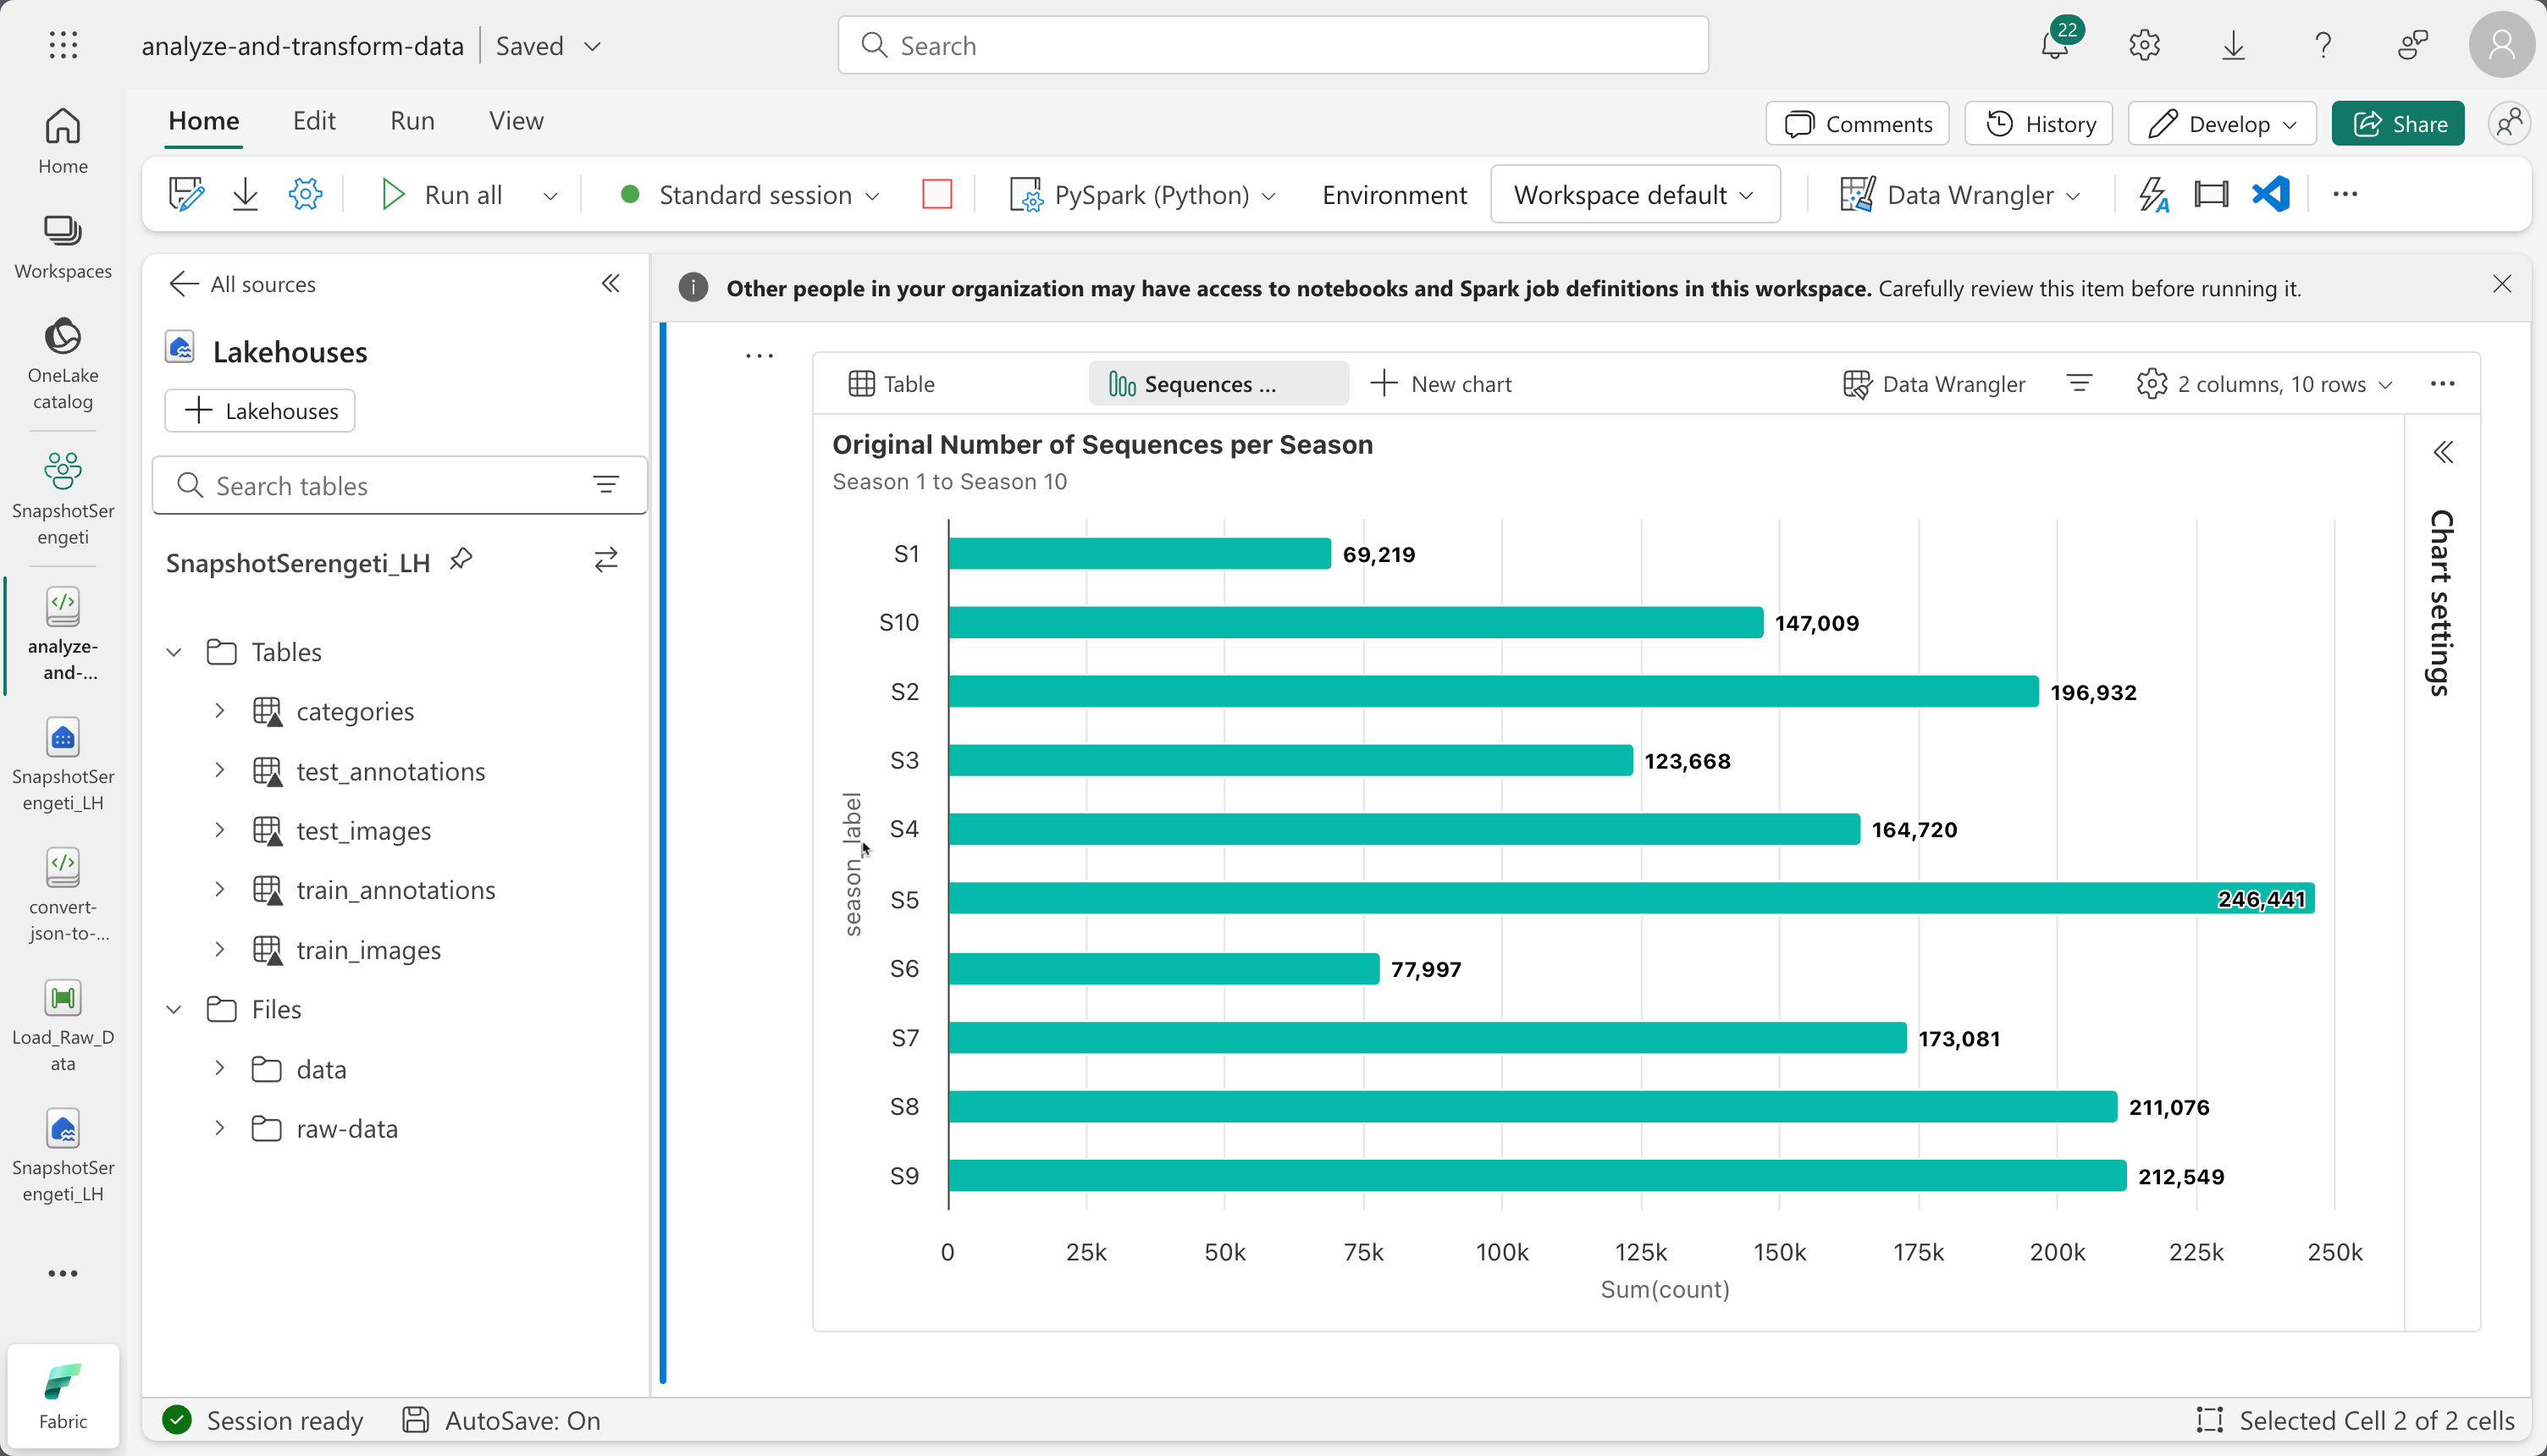 analyze-and-transform-data
Saved
Search
22
Home
Edit
Run
View
Comments
History
Develop
Share
Run all
Standard session
PySpark (Python)
Environment
Workspace default
Data Wrangler
Home
Workspaces
OneLake
catalog
SnapshotSer
engeti
analyze-
and-...
SnapshotSer
engeti_LH
convert-
json-to-...
Load_Raw_D
ata
SnapshotSer
engeti_LH
Fabric
All sources
Lakehouses
Lakehouses
Search tables
SnapshotSerengeti_LH
Tables
categories
test_annotations
test_images
train_annotations
train_images
Files
data
raw-data
Other people in your organization may have access to notebooks and Spark job definitions in this workspace. Carefully review this item before running it.
Table
Sequences ...
New chart
Data Wrangler
2 columns, 10 rows
Original Number of Sequences per Season
Season 1 to Season 10
Chart settings
season_label
S1 69,219
S10 147,009
S2 196,932
S3 123,668
S4 164,720
S5 246,441
S6 77,997
S7 173,081
S8 211,076
S9 212,549
0 25k 50k 75k 100k 125k 150k 175k 200k 225k 250k
Sum(count)
Session ready
AutoSave: On
Selected Cell 2 of 2 cells